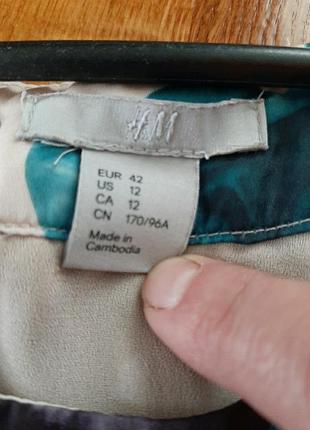 H&M
EUR 42
US 12
CA 12
CN 170/96A
Made in
Cambodia